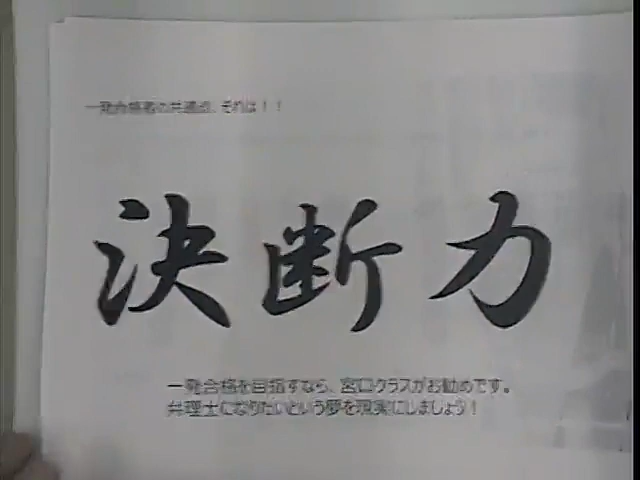 一発合格者の共通点、それは！！
決断力
一発合格を目指すなら、宮口クラスがお勧めです。
弁理士になりたいという夢を現実にしましょう！